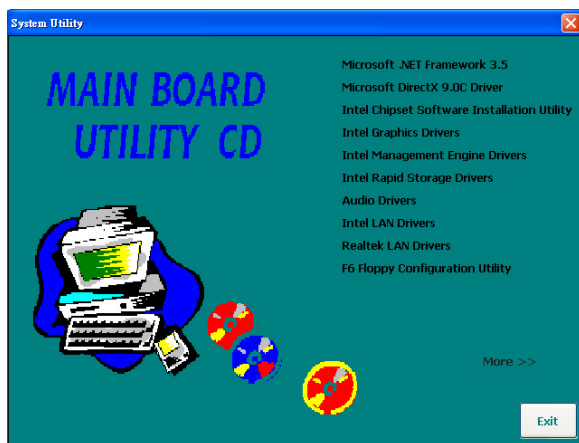 System Utility
MAIN BOARD
UTILITY CD
Microsoft .NET Framework 3.5
Microsoft DirectX 9.0C Driver
Intel Chipset Software Installation Utility
Intel Graphics Drivers
Intel Management Engine Drivers
Intel Rapid Storage Drivers
Audio Drivers
Intel LAN Drivers
Realtek LAN Drivers
F6 Floppy Configuration Utility
More >>
Exit